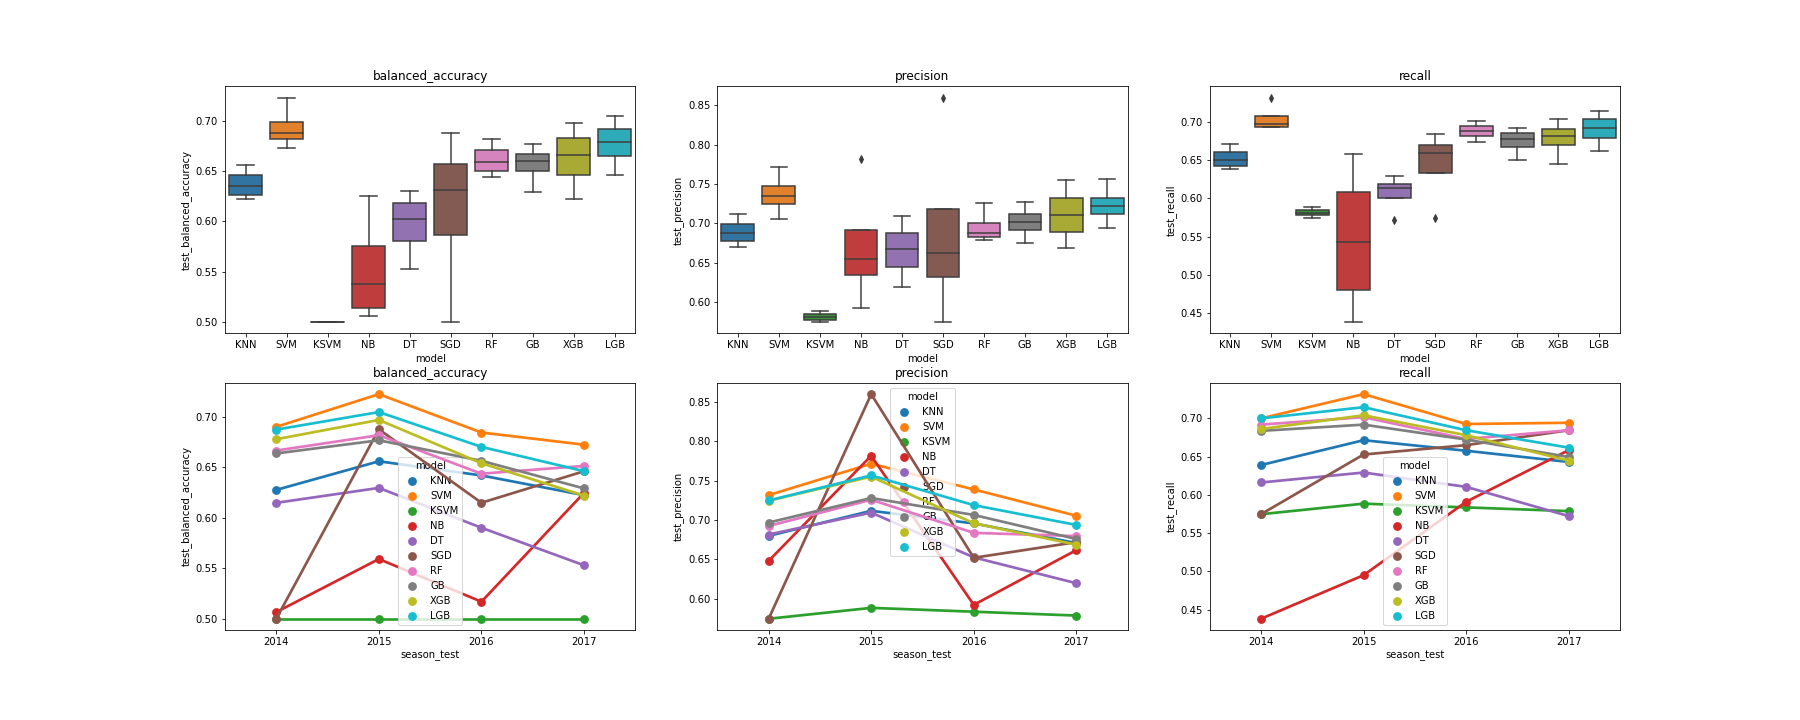 balanced_accuracy
test_balanced_accuracy
0.70
0.65
0.60
0.55
0.50
KNN SVM KSVM NB DT SGD RF GB XGB LGB
model
precision
test_precision
0.85
0.80
0.75
0.70
0.65
0.60
KNN SVM KSVM NB DT SGD RF GB XGB LGB
model
recall
test_recall
0.70
0.65
0.60
0.55
0.50
0.45
KNN SVM KSVM NB DT SGD RF GB XGB LGB
model
balanced_accuracy
test_balanced_accuracy
0.70
0.65
0.60
0.55
0.50
model
KNN
SVM
KSVM
NB
DT
SGD
RF
GB
XGB
LGB
2014 2015 2016 2017
season_test
precision
test_precision
0.85
0.80
0.75
0.70
0.65
0.60
model
KNN
SVM
KSVM
NB
DT
SGD
RF
GB
XGB
LGB
2014 2015 2016 2017
season_test
recall
test_recall
0.70
0.65
0.60
0.55
0.50
0.45
model
KNN
SVM
KSVM
NB
DT
SGD
RF
GB
XGB
LGB
2014 2015 2016 2017
season_test